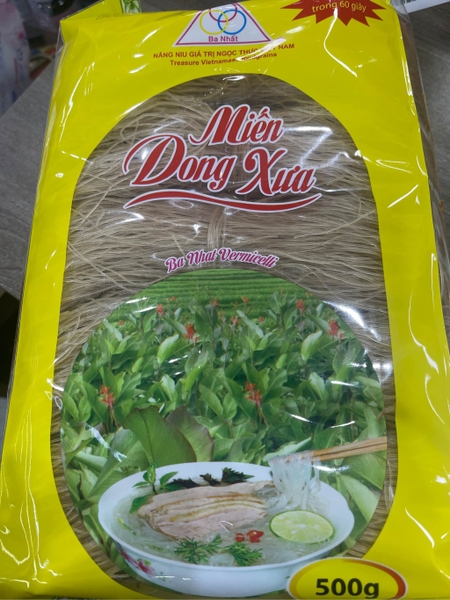 trong 60 giây
Ba Nhất
NÂNG NIU GIÁ TRỊ NGỌC THỰC VIỆT NAM
Treasure Vietnamese
Miến
Dong Xưa
Ba Nhat Vermicelli
500g